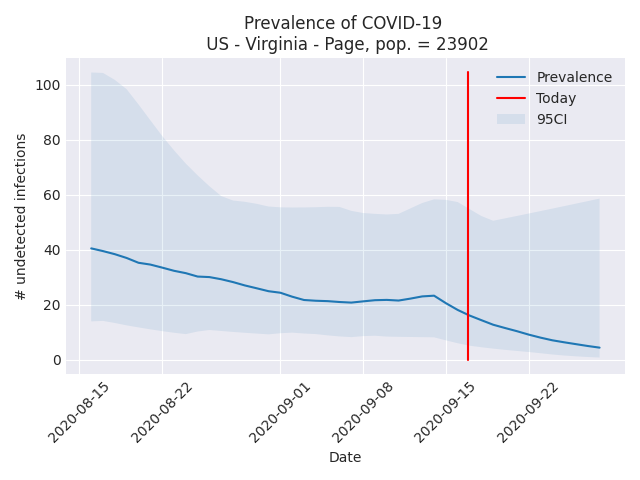 Prevalence of COVID-19
US - Virginia - Page, pop. = 23902
100
80
60
40
20
0
# undetected infections
Prevalence
Today
95CI
2020-08-15
2020-08-22
2020-09-01
2020-09-08
2020-09-15
2020-09-22
Date